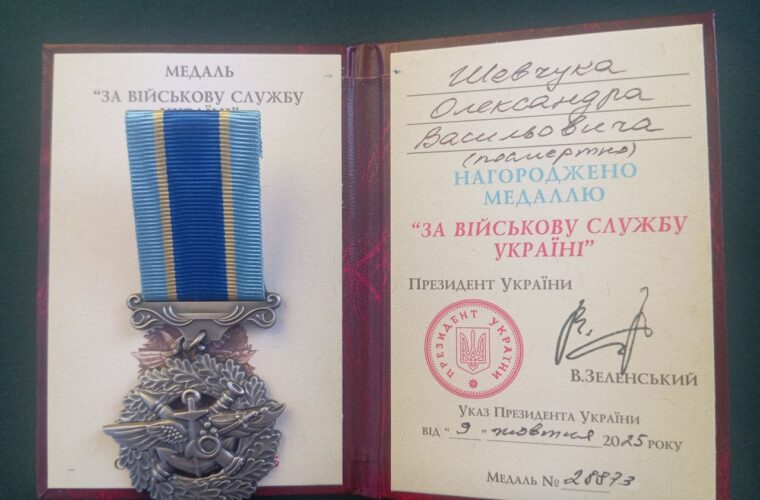 МЕДАЛЬ
“ЗА ВІЙСЬКОВУ СЛУЖБУ
УКРАЇНІ”
Шевчука
Олександра
Васильовича
(посмертно)
НАГОРОДЖЕНО
МЕДАЛЛЮ
“ЗА ВІЙСЬКОВУ СЛУЖБУ
УКРАЇНІ”
ПРЕЗИДЕНТ УКРАЇНИ
ПРЕЗИДЕНТ УКРАЇНИ
В.ЗЕЛЕНСЬКИЙ
УКАЗ ПРЕЗИДЕНТА УКРАЇНИ
ВІД “ 9 ” жовтня 2025 РОКУ
МЕДАЛЬ № 28873